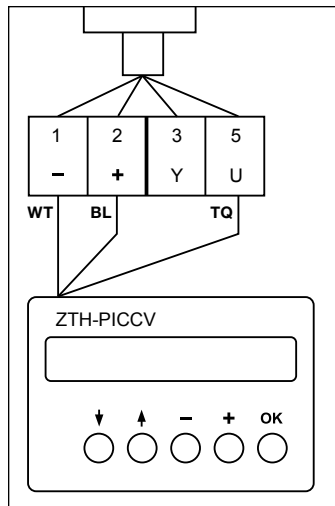 1 2 3 5
− + Y U
WT BL TQ
ZTH-PICCV
− + OK